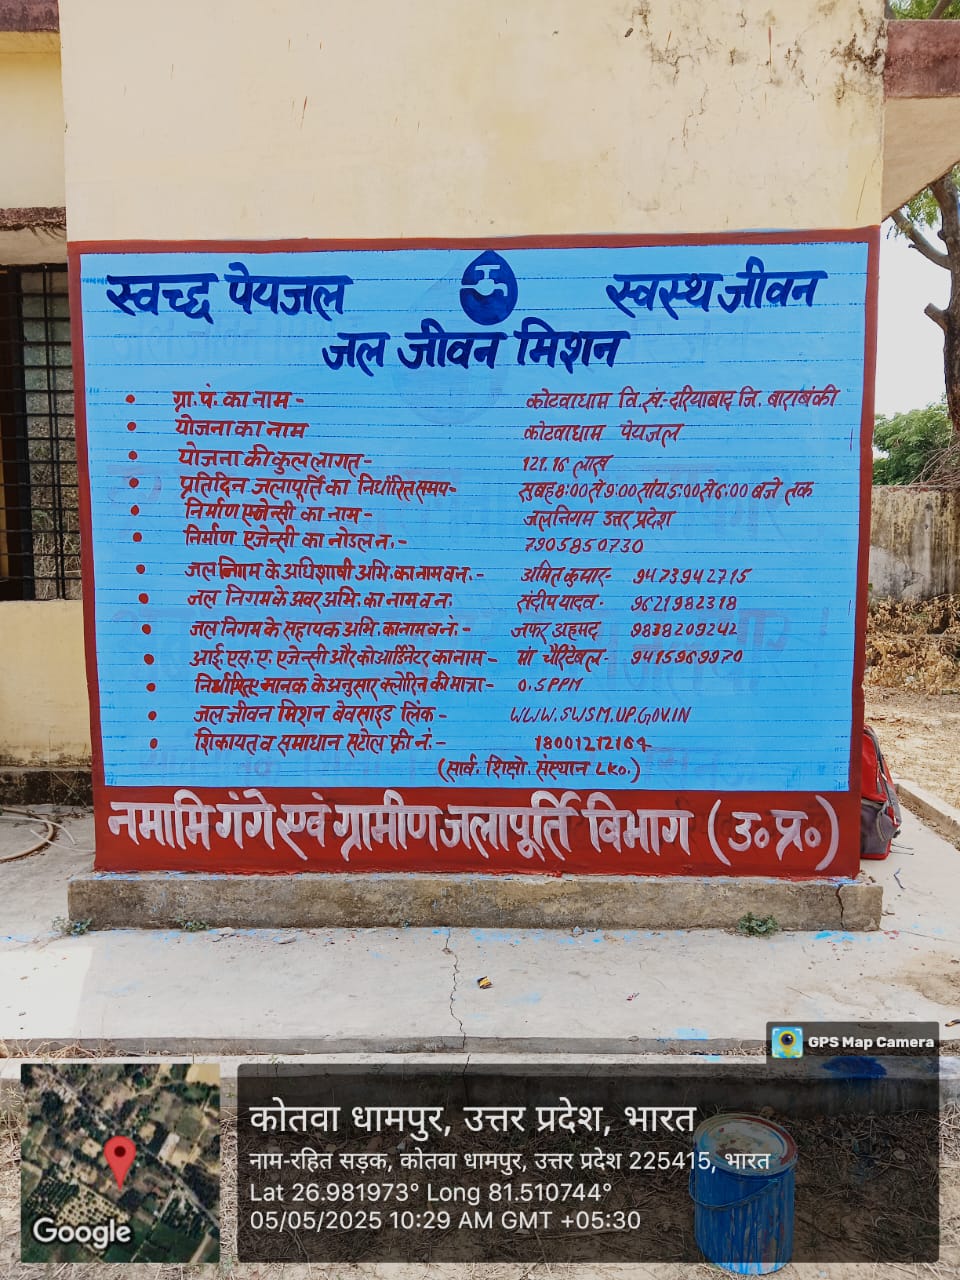 स्वच्छ पेयजल स्वस्थ जीवन
जल जीवन मिशन
• ग्रा.पं. का नाम - कोटवाधाम वि.खं.-दरियाबाद जि. बाराबंकी
• योजना का नाम कोटवाधाम पेयजल
• योजना की कुल लागत - 121.16 लाख
• प्रतिदिन जलापूर्ति का निर्धारित समय- सुबह 8:00 से 9:00 सांय 5:00 से 6:00 बजे तक
• निर्माण एजेन्सी का नाम - जल निगम उत्तर प्रदेश
• निर्माण एजेंसी का नोडल न.- 7905850730
• जल निगम के अधिशाषी अभि. का नाम व न.- अमित कुमार- 9473942715
• जल निगम के अवर अभि. का नाम व न. संदीप यादव. 9621982318
• जल निगम के सहायक अभि. का नाम व नं.- जफर अहमद 9838209242
• आई.एस.ए. एजेन्सी और कोआर्डिनेटर का नाम - मां चैरिटेबल 9415969970
• निर्धारित मानक के अनुसार क्लोरिन की मात्रा - 0.5 PPM
• जल जीवन मिशन बेवसाइड लिंक- WWW.SWSM.UP.GOV.IN
• शिकायत व समाधान सटोल फ्री नं.- 18001212164
(सार्व. शिक्षो. संस्थान LKO.)
नमामि गंगे एवं ग्रामीण जलापूर्ति विभाग (उ॰प्र॰)
GPS Map Camera
कोतवा धामपुर, उत्तर प्रदेश, भारत
नाम-रहित सड़क, कोतवा धामपुर, उत्तर प्रदेश 225415, भारत
Lat 26.981973° Long 81.510744°
05/05/2025 10:29 AM GMT +05:30
Google